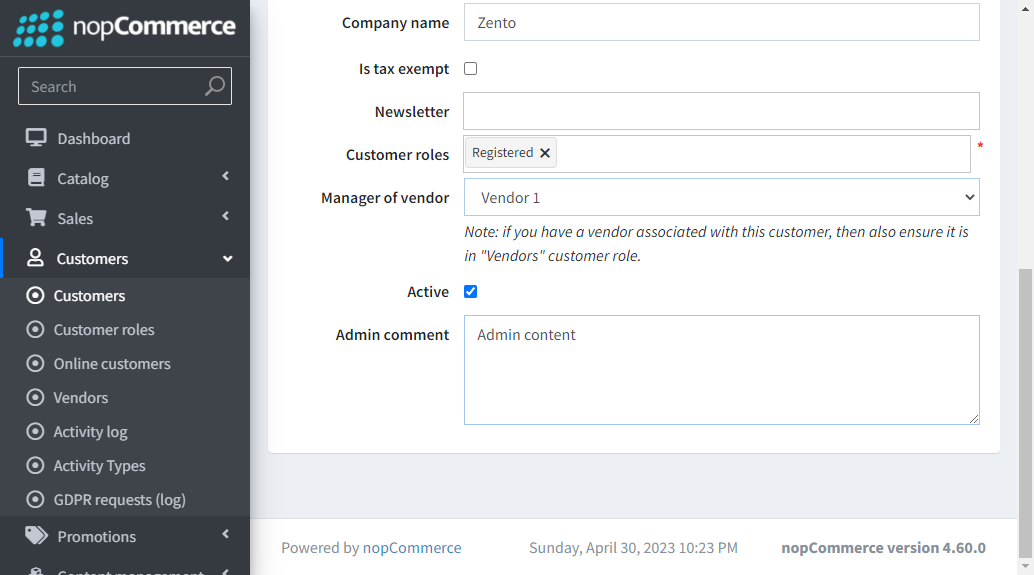 nopCommerce
Search
Dashboard
Catalog
Sales
Customers
Customers
Customer roles
Online customers
Vendors
Activity log
Activity Types
GDPR requests (log)
Promotions
Content management
Company name Zento
Is tax exempt
Newsletter
Customer roles Registered × *
Manager of vendor Vendor 1
Note: if you have a vendor associated with this customer, then also ensure it is
in "Vendors" customer role.
Active
Admin comment Admin content
Powered by nopCommerce Sunday, April 30, 2023 10:23 PM nopCommerce version 4.60.0